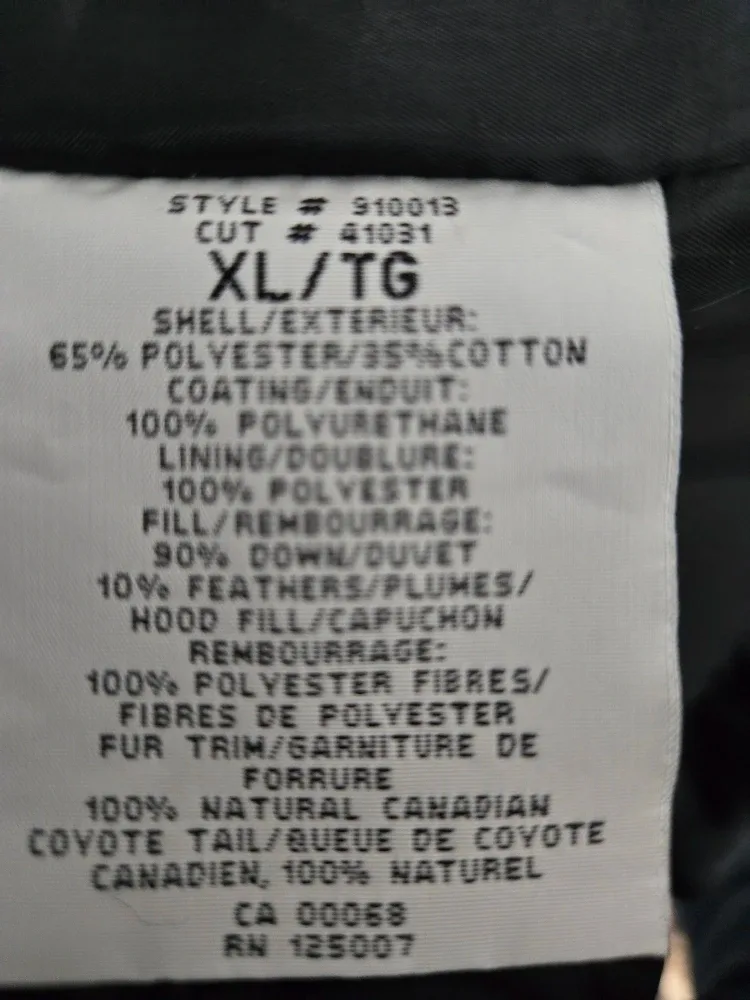 STYLE # 910013
CUT # 41031
XL/TG
SHELL/EXTERIEUR:
65% POLYESTER/35%COTTON
COATING/ENDUIT:
100% POLYURETHANE
LINING/DOUBLURE:
100% POLYESTER
FILL/REMBOURRAGE:
90% DOWN/DUVET
10% FEATHERS/PLUMES/
HOOD FILL/CAPUCHON
REMBOURRAGE:
100% POLYESTER FIBRES/
FIBRES DE POLYESTER
FUR TRIM/GARNITURE DE
FORRURE
100% NATURAL CANADIAN
COYOTE TAIL/QUEUE DE COYOTE
CANADIEN, 100% NATUREL
CA 00068
RN 125007